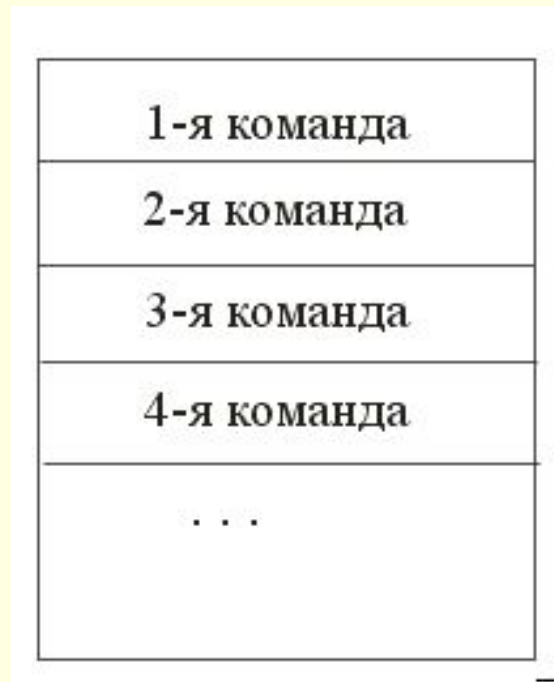 1-я команда
2-я команда
3-я команда
4-я команда
. . .